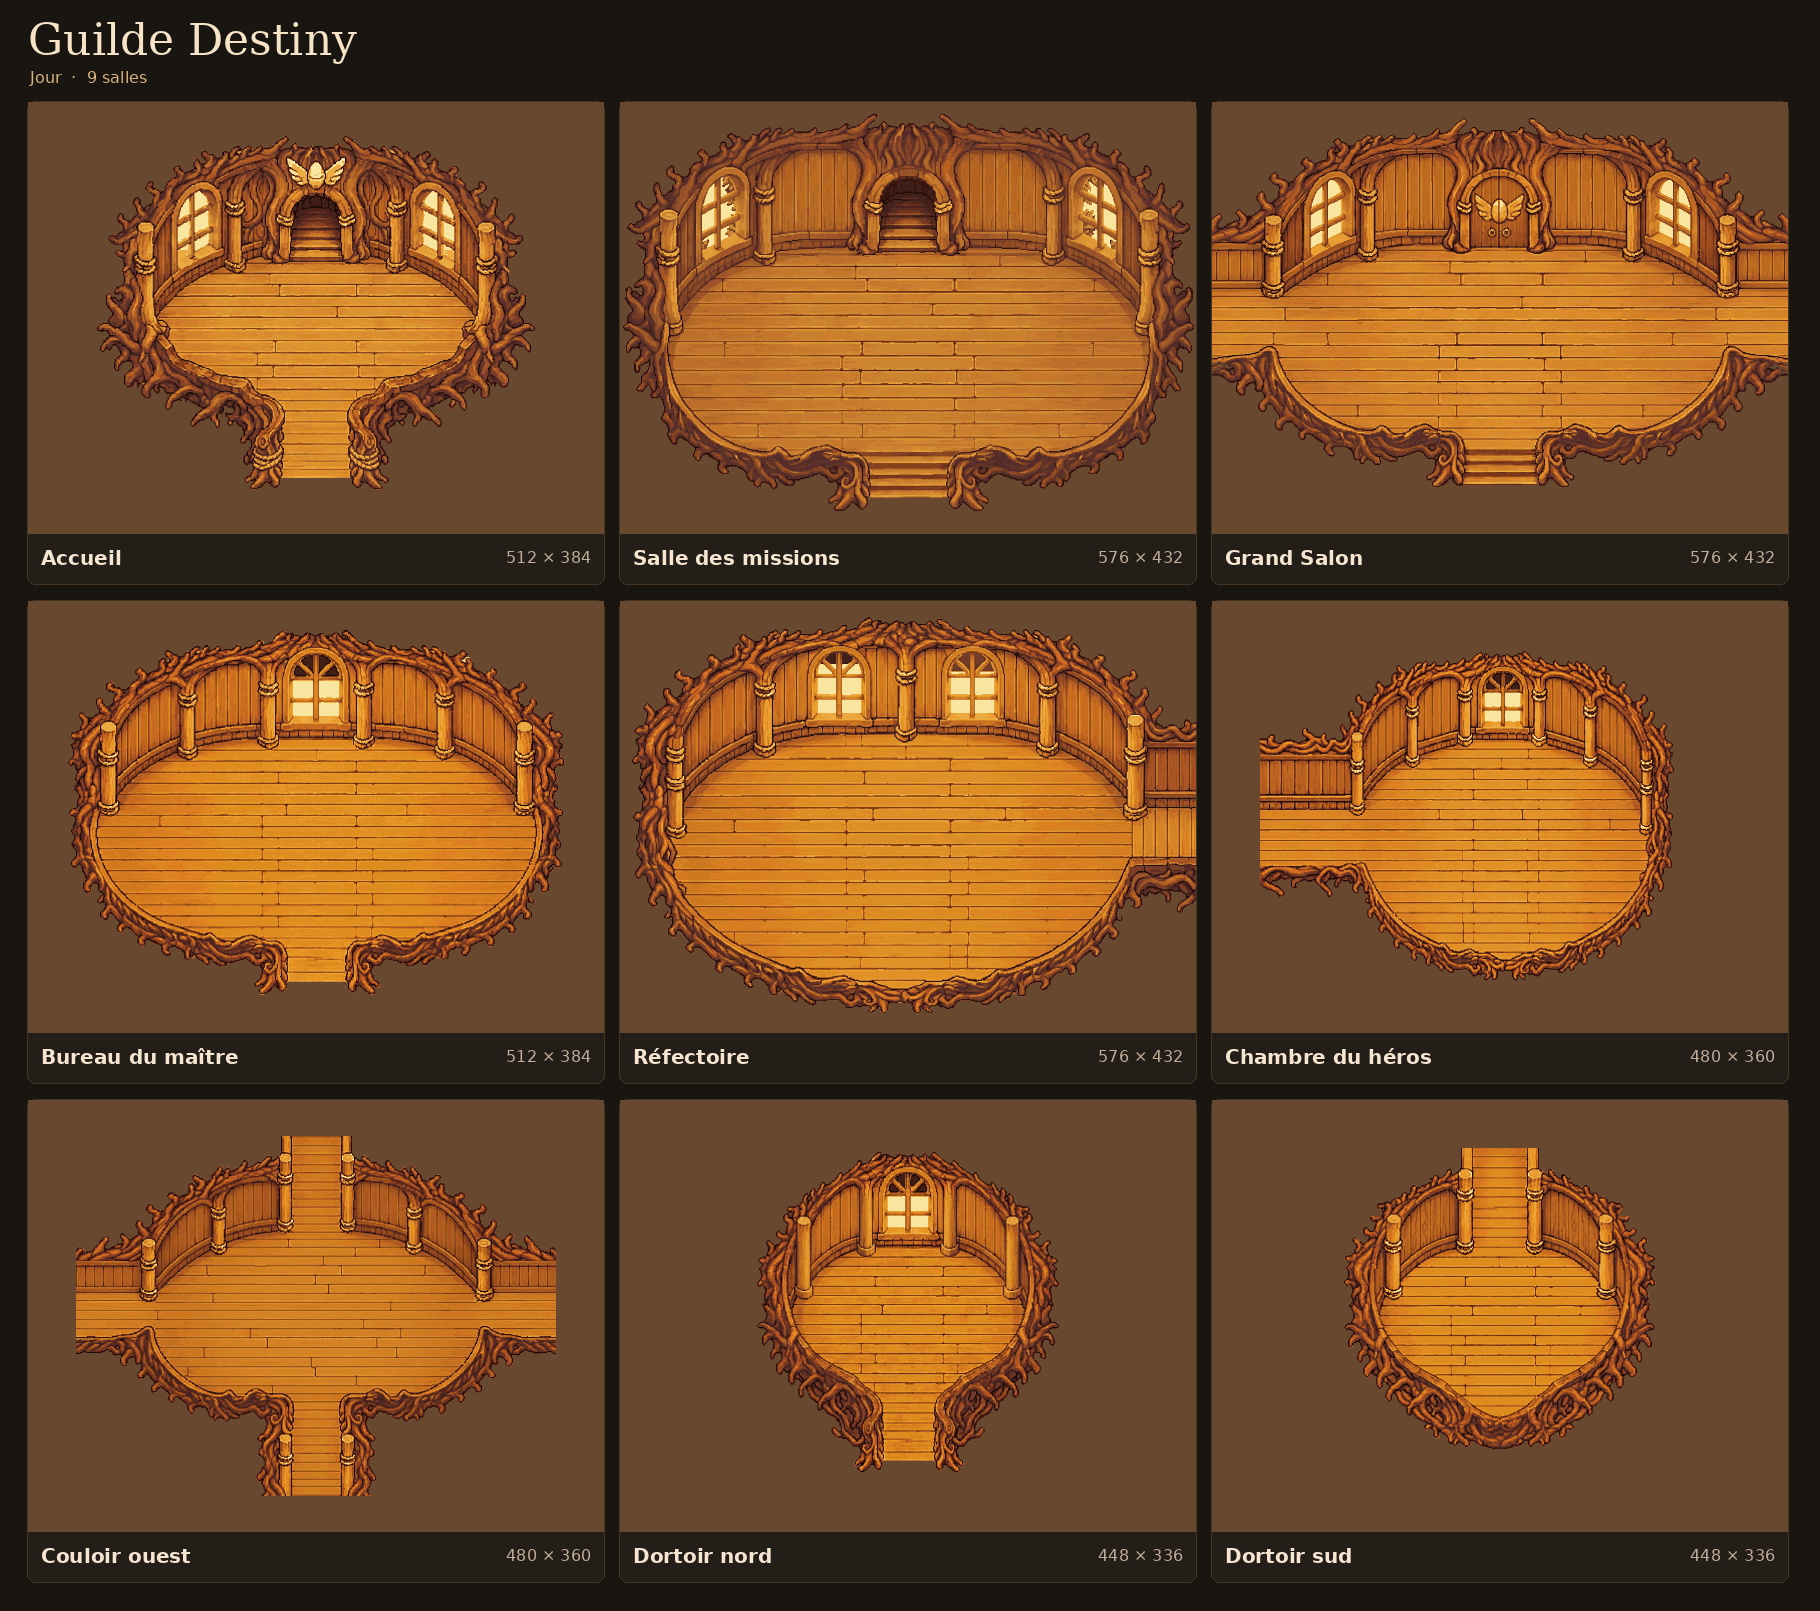 Guilde Destiny
Jour · 9 salles
Accueil 512 × 384
Salle des missions 576 × 432
Grand Salon 576 × 432
Bureau du maître 512 × 384
Réfectoire 576 × 432
Chambre du héros 480 × 360
Couloir ouest 480 × 360
Dortoir nord 448 × 336
Dortoir sud 448 × 336